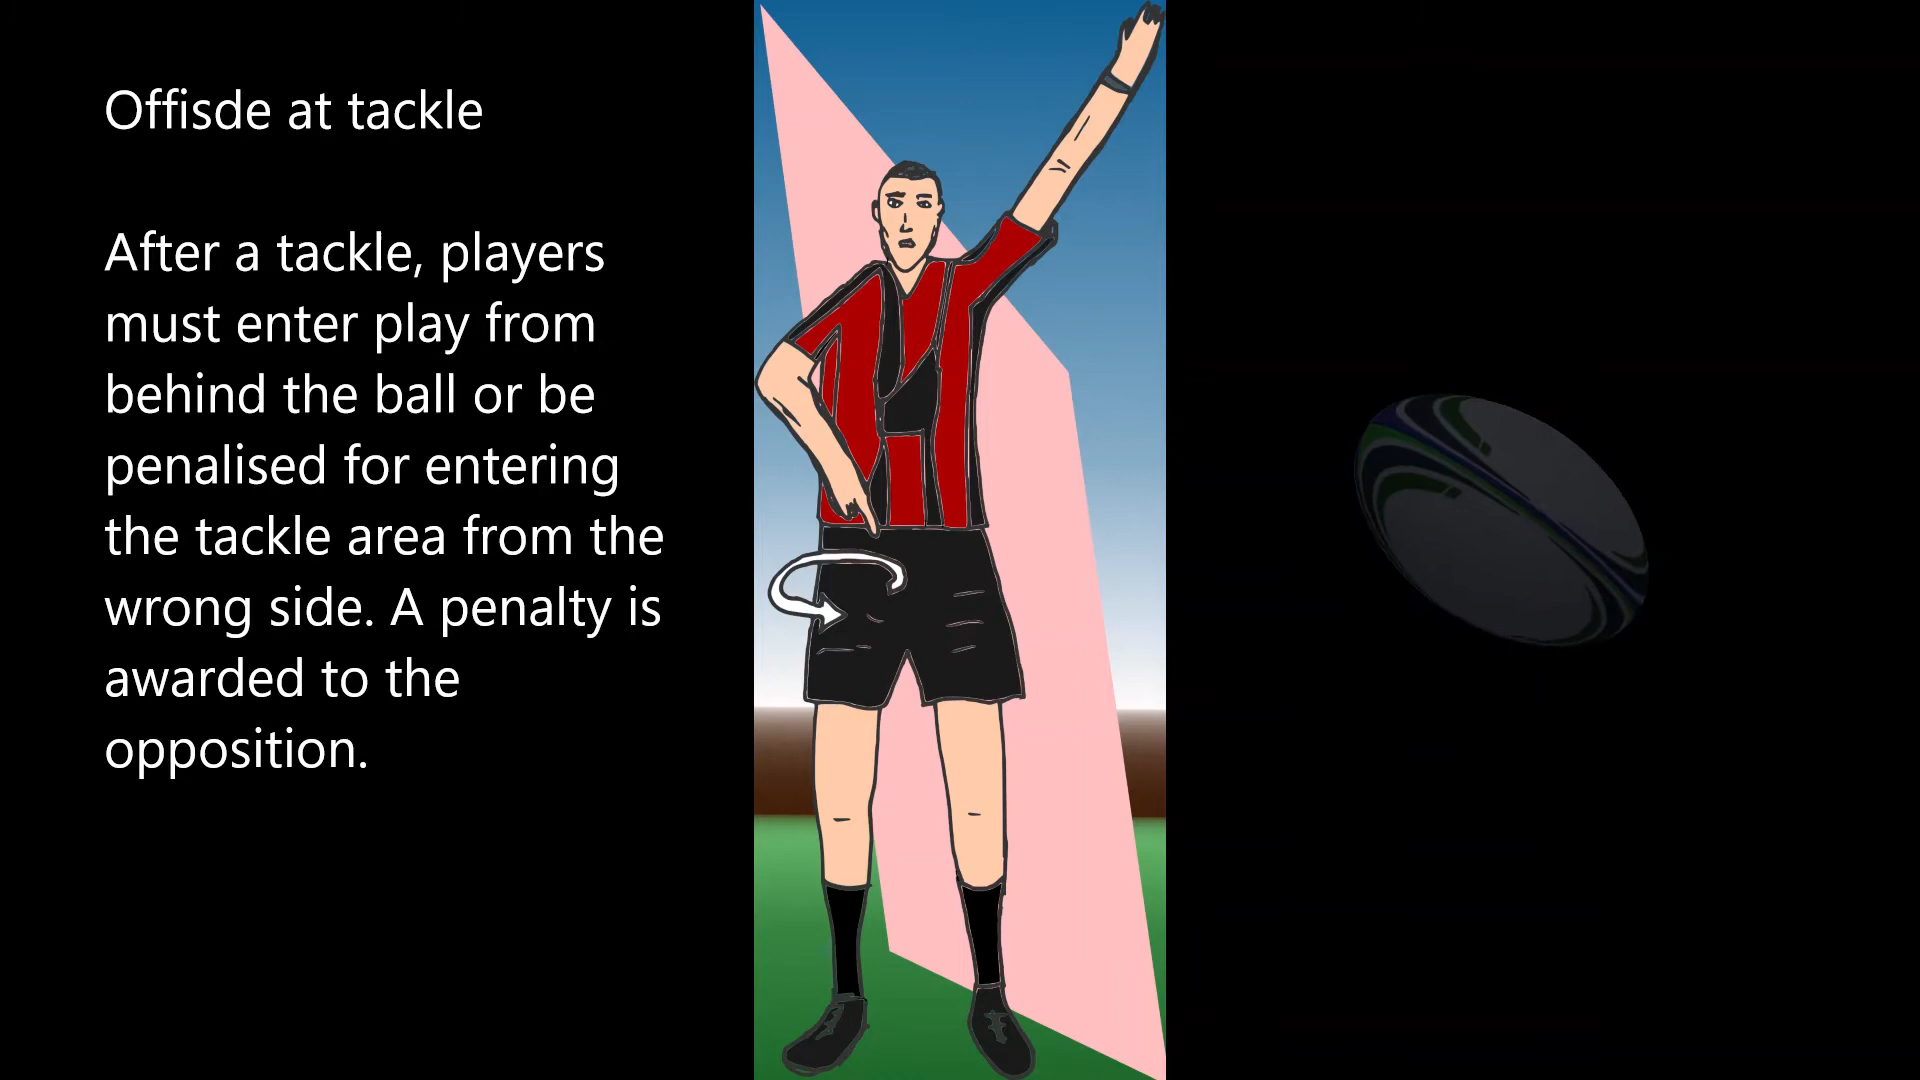 Offisde at tackle
After a tackle, players
must enter play from
behind the ball or be
penalised for entering
the tackle area from the
wrong side. A penalty is
awarded to the
opposition.